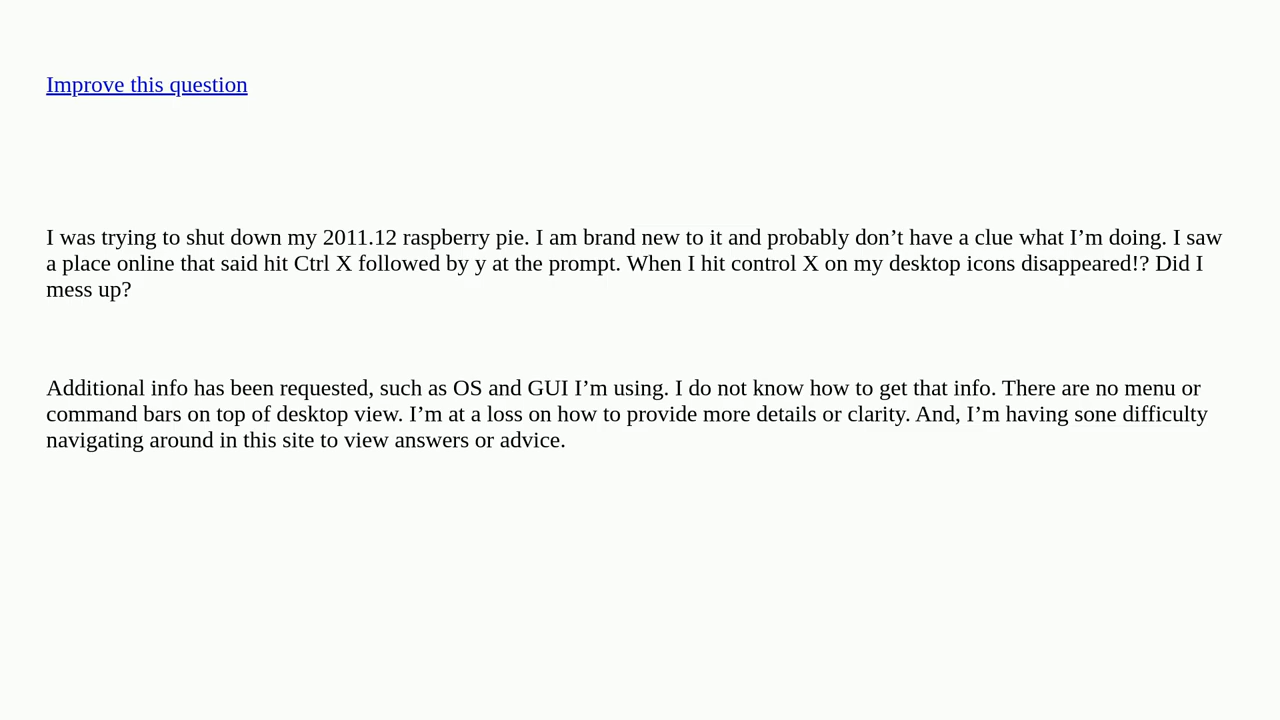 Improve this question
I was trying to shut down my 2011.12 raspberry pie. I am brand new to it and probably don’t have a clue what I’m doing. I saw
a place online that said hit Ctrl X followed by y at the prompt. When I hit control X on my desktop icons disappeared!? Did I
mess up?
Additional info has been requested, such as OS and GUI I’m using. I do not know how to get that info. There are no menu or
command bars on top of desktop view. I’m at a loss on how to provide more details or clarity. And, I’m having sone difficulty
navigating around in this site to view answers or advice.